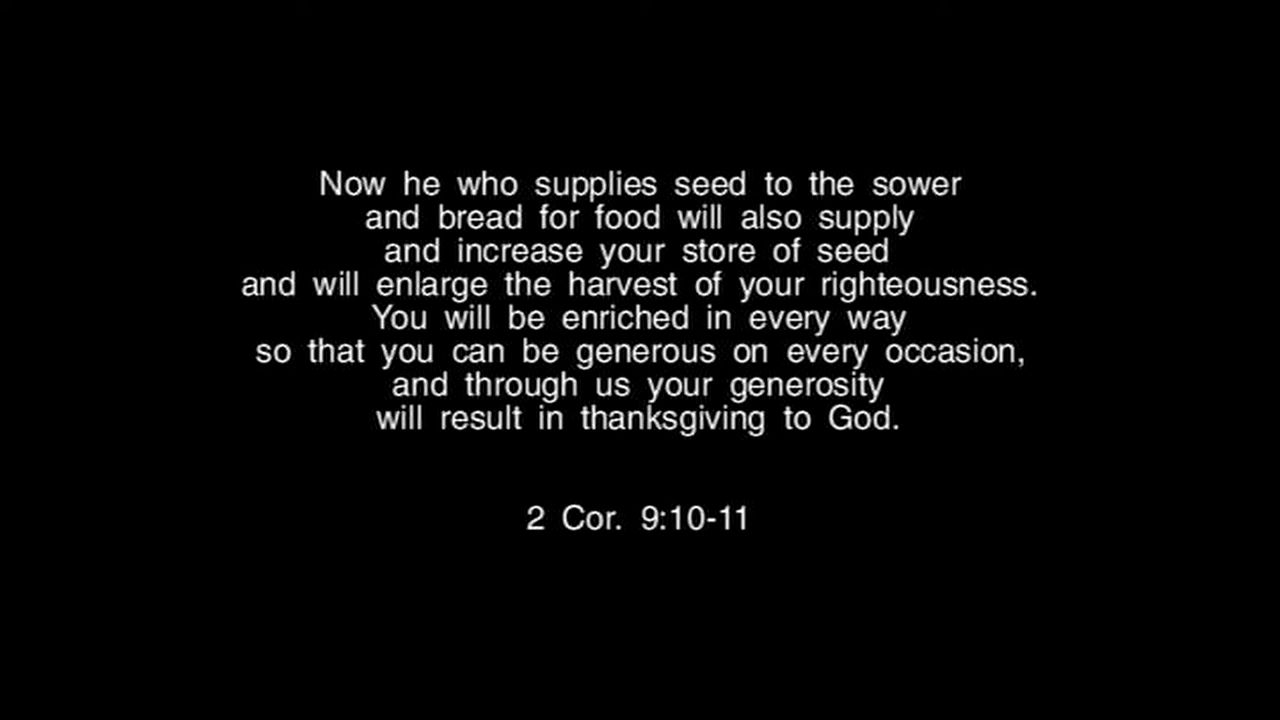 Now he who supplies seed to the sower
and bread for food will also supply
and increase your store of seed
and will enlarge the harvest of your righteousness.
You will be enriched in every way
so that you can be generous on every occasion,
and through us your generosity
will result in thanksgiving to God.
2 Cor. 9:10-11